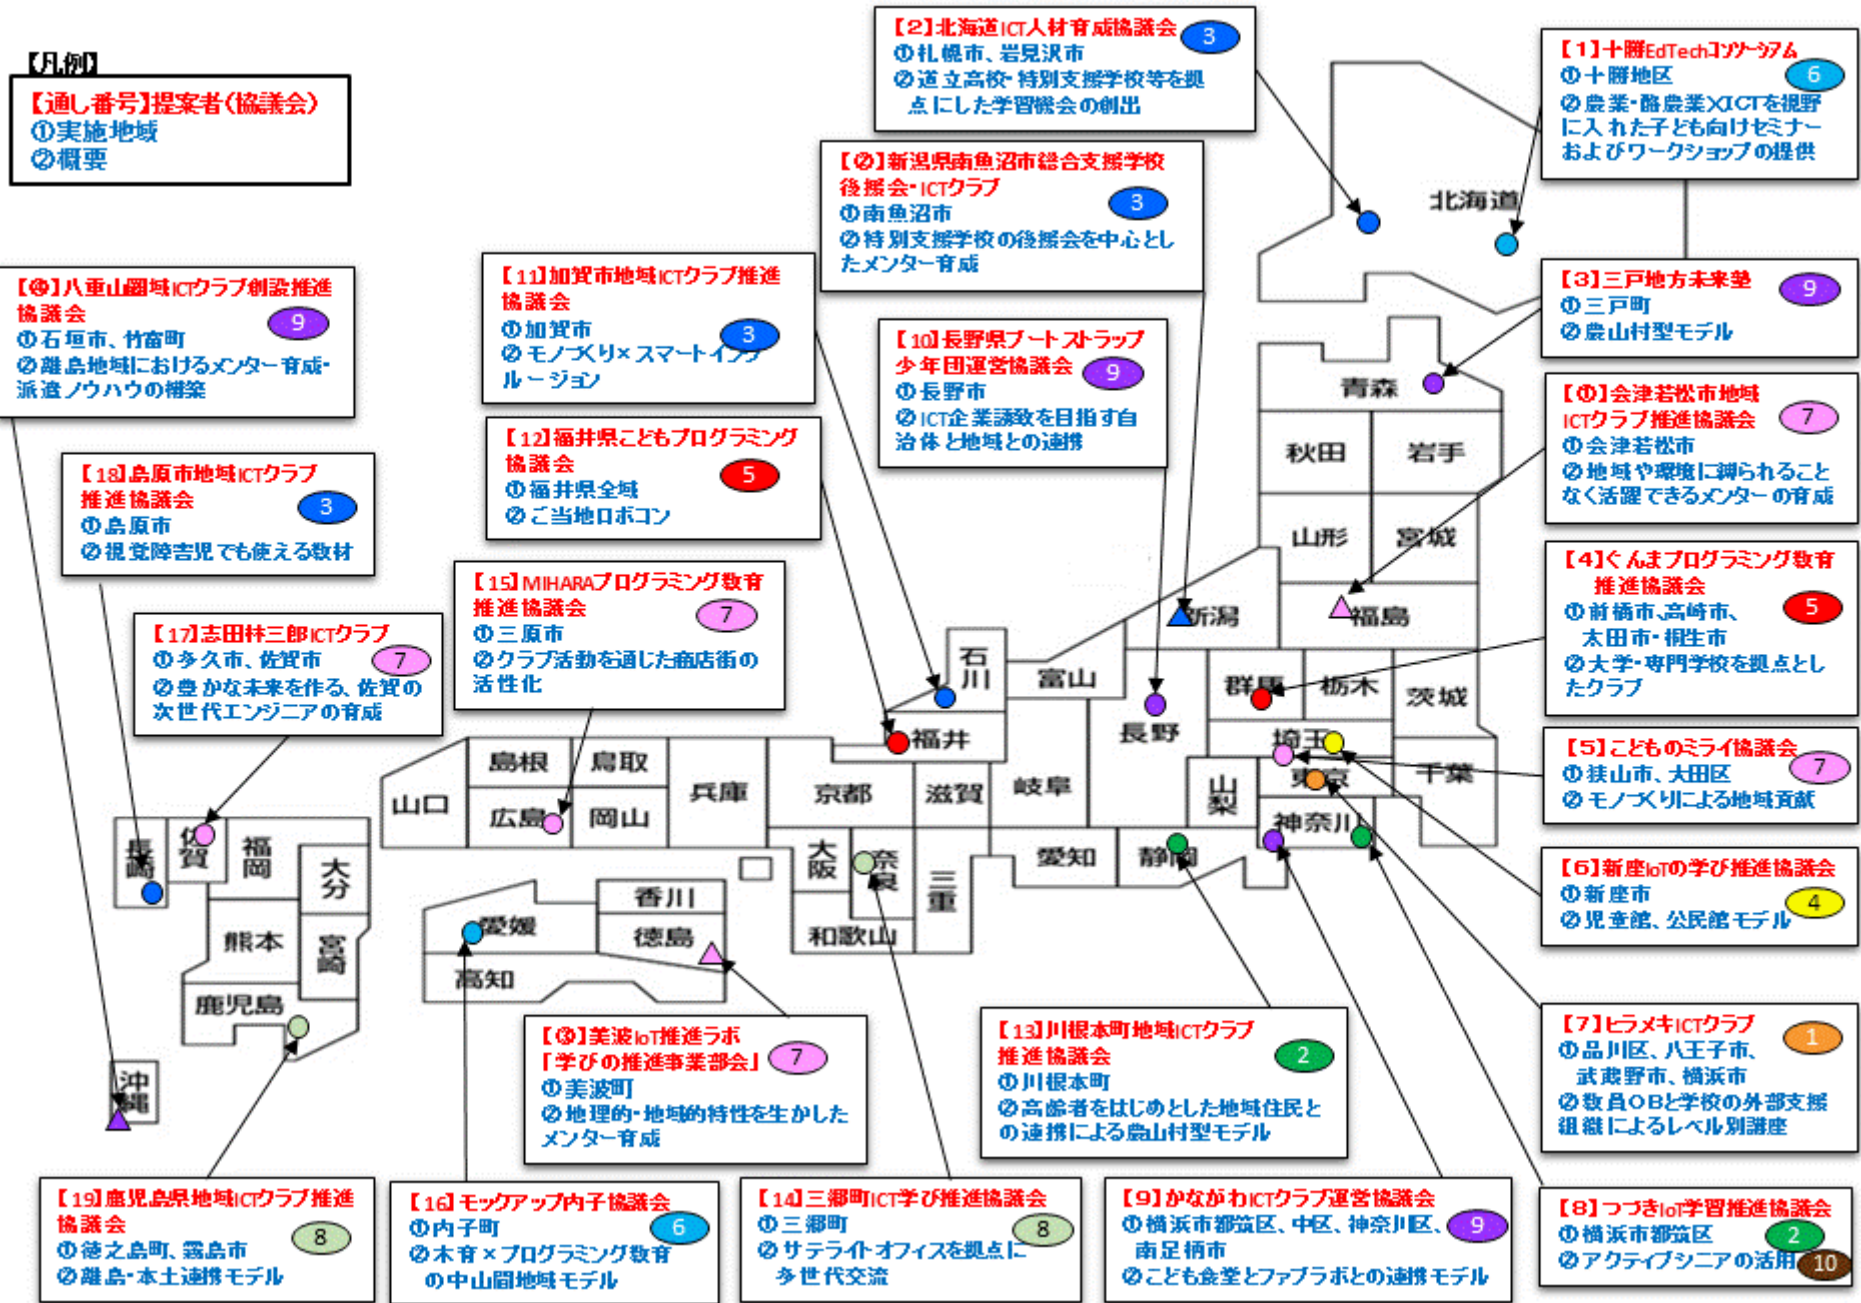 【凡例】
【通し番号】提案者（協議会）
①実施地域
②概要
【2】北海道ICT人材育成協議会
3
①札幌市、岩見沢市
②道立高校・特別支援学校等を拠
点にした学習機会の創出
【1】十勝EdTechコンソーシアム
6
①十勝地区
②農業・酪農業×ICTを視野
に入れた子ども向けセミナー
およびワークショップの提供
【②】新潟県南魚沼市総合支援学校
後援会・ICTクラブ
3
①南魚沼市
②特別支援学校の後援会を中心とし
たメンター育成
【④】八重山圏域ICTクラブ創設推進
協議会
9
①石垣市、竹富町
②離島地域におけるメンター育成・
派遣ノウハウの構築
【11】加賀市地域ICTクラブ推進
協議会
①加賀市
3
②モノづくり×スマートインク
ルージョン
【10】長野県ブートストラップ
少年団運営協議会
9
①長野市
②ICT企業誘致を目指す自
治体と地域との連携
【3】三戸地方未来塾
9
①三戸町
②農山村型モデル
【①】会津若松市地域
ICTクラブ推進協議会
7
①会津若松市
②地域や環境に縛られること
なく活躍できるメンターの育成
【18】島原市地域ICTクラブ
推進協議会
3
①島原市
②視覚障害児でも使える教材
【12】福井県こどもプログラミング
協議会
5
①福井県全域
②ご当地ロボコン
【4】ぐんまプログラミング教育
推進協議会
5
①前橋市、高崎市、
太田市・桐生市
②大学・専門学校を拠点とし
たクラブ
【17】志田林三郎ICTクラブ
①多久市、佐賀市
7
②豊かな未来を作る、佐賀の
次世代エンジニアの育成
【15】MIHARAプログラミング教育
推進協議会
7
①三原市
②クラブ活動を通じた商店街の
活性化
【5】こどものミライ協議会
①狭山市、大田区
7
②モノづくりによる地域貢献
【6】新座IoTの学び推進協議会
①新座市
4
②児童館、公民館モデル
【7】ヒラメキICTクラブ
1
①品川区、八王子市、
武蔵野市、横浜市
②教員OBと学校の外部支援
組織によるレベル別講座
【③】美波IoT推進ラボ
「学びの推進事業部会」
7
①美波町
②地理的・地域的特性を生かした
メンター育成
【13】川根本町地域ICTクラブ
推進協議会
2
①川根本町
②高齢者をはじめとした地域住民と
の連携による農山村型モデル
【19】鹿児島県地域ICTクラブ推進
協議会
8
①徳之島町、霧島市
②離島・本土連携モデル
【16】モックアップ内子協議会
①内子町
6
②木育×プログラミング教育
の中山間地域モデル
【14】三郷町ICT学び推進協議会
①三郷町
8
②サテライトオフィスを拠点に
多世代交流
【9】かながわICTクラブ運営協議会
①横浜市都筑区、中区、神奈川区、
南足柄市
9
②こども食堂とファブラボとの連携モデル
【8】つづきIoT学習推進協議会
①横浜市都筑区
2
②アクティブシニアの活用
10
北海道
青森
秋田
岩手
山形
宮城
新潟
福島
石川
富山
群馬
栃木
茨城
福井
長野
埼玉
東京
千葉
岐阜
山梨
神奈川
愛知
静岡
島根
鳥取
山口
広島
岡山
兵庫
京都
滋賀
大阪
奈良
三重
和歌山
香川
愛媛
徳島
高知
長崎
佐賀
福岡
大分
熊本
宮崎
鹿児島
沖縄